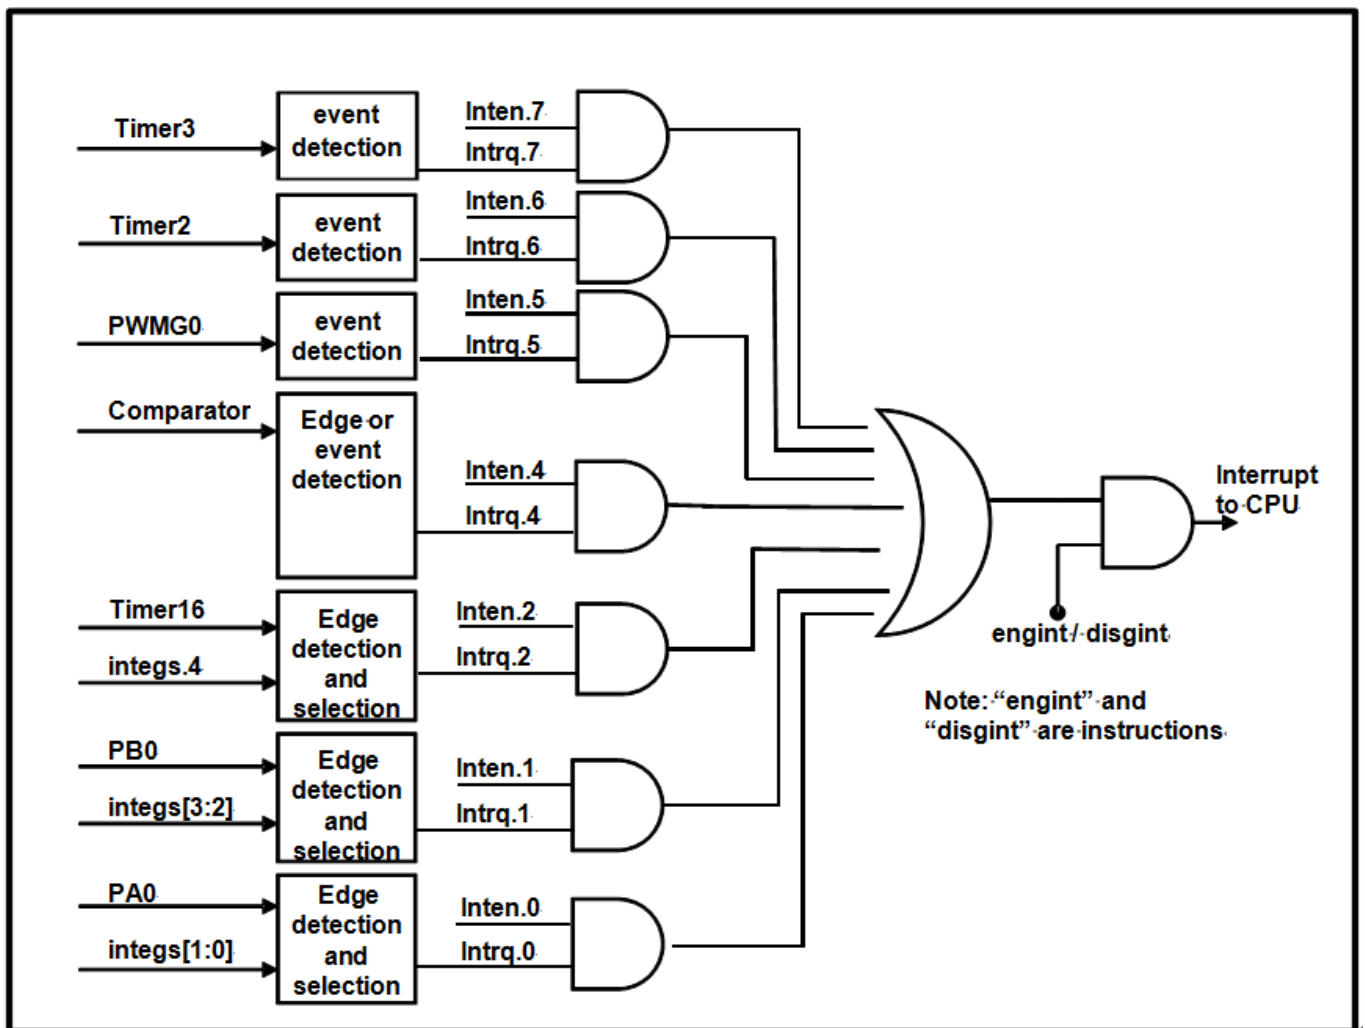 Timer3
event
detection
Inten.7
Intrq.7
Timer2
event
detection
Inten.6
Intrq.6
PWMG0
event
detection
Inten.5
Intrq.5
Comparator
Edge or
event
detection
Inten.4
Intrq.4
Timer16
integs.4
Edge
detection
and
selection
Inten.2
Intrq.2
PB0
integs[3:2]
Edge
detection
and
selection
Inten.1
Intrq.1
PA0
integs[1:0]
Edge
detection
and
selection
Inten.0
Intrq.0
Interrupt
to CPU
engint / disgint
Note: “engint” and
“disgint” are instructions